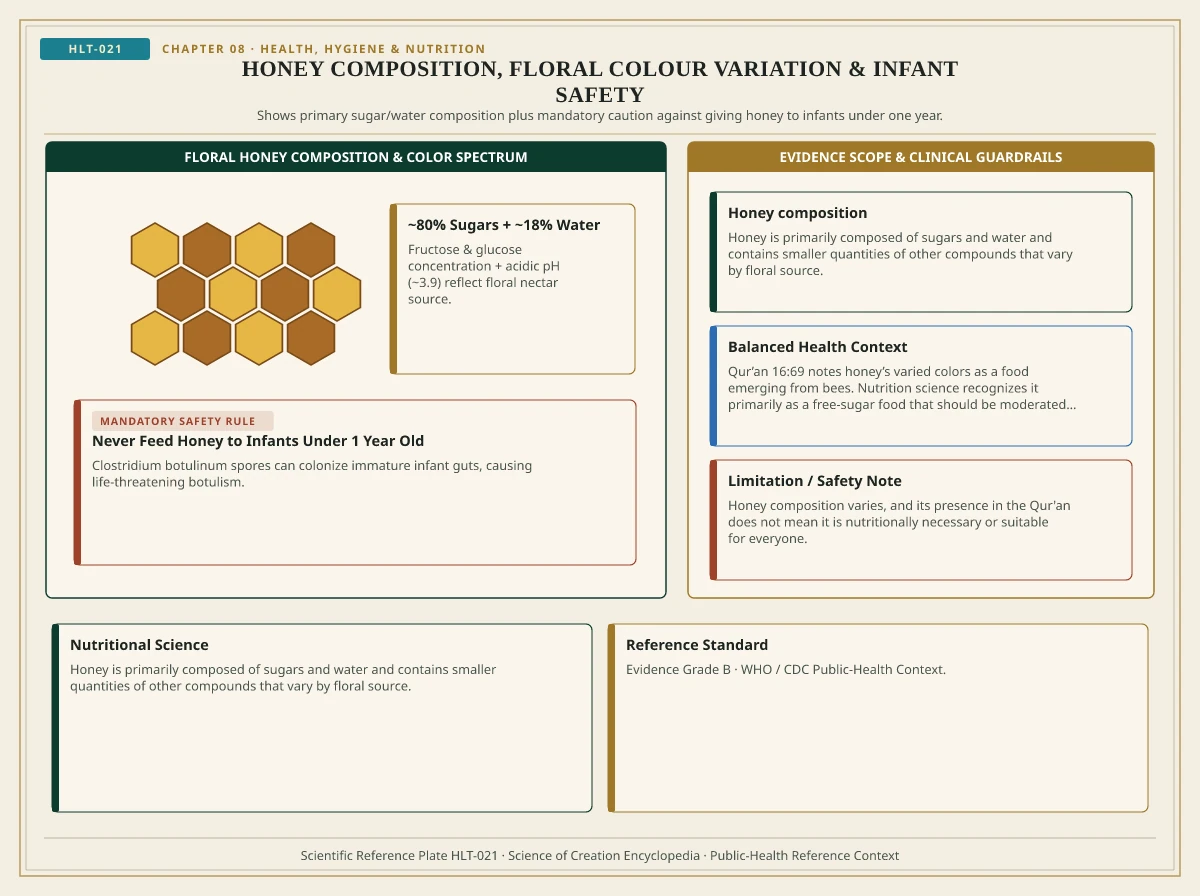 HLT-021
CHAPTER 08 · HEALTH, HYGIENE & NUTRITION
HONEY COMPOSITION, FLORAL COLOUR VARIATION & INFANT
SAFETY
Shows primary sugar/water composition plus mandatory caution against giving honey to infants under one year.
FLORAL HONEY COMPOSITION & COLOR SPECTRUM
~80% Sugars + ~18% Water
Fructose & glucose
concentration + acidic pH
(~3.9) reflect floral nectar
source.
MANDATORY SAFETY RULE
Never Feed Honey to Infants Under 1 Year Old
Clostridium botulinum spores can colonize immature infant guts, causing
life-threatening botulism.
EVIDENCE SCOPE & CLINICAL GUARDRAILS
Honey composition
Honey is primarily composed of sugars and water and
contains smaller quantities of other compounds that vary
by floral source.
Balanced Health Context
Qur’an 16:69 notes honey’s varied colors as a food
emerging from bees. Nutrition science recognizes it
primarily as a free-sugar food that should be moderated...
Limitation / Safety Note
Honey composition varies, and its presence in the Qur'an
does not mean it is nutritionally necessary or suitable
for everyone.
Nutritional Science
Honey is primarily composed of sugars and water and contains smaller
quantities of other compounds that vary by floral source.
Reference Standard
Evidence Grade B · WHO / CDC Public-Health Context.
Scientific Reference Plate HLT-021 · Science of Creation Encyclopedia · Public-Health Reference Context